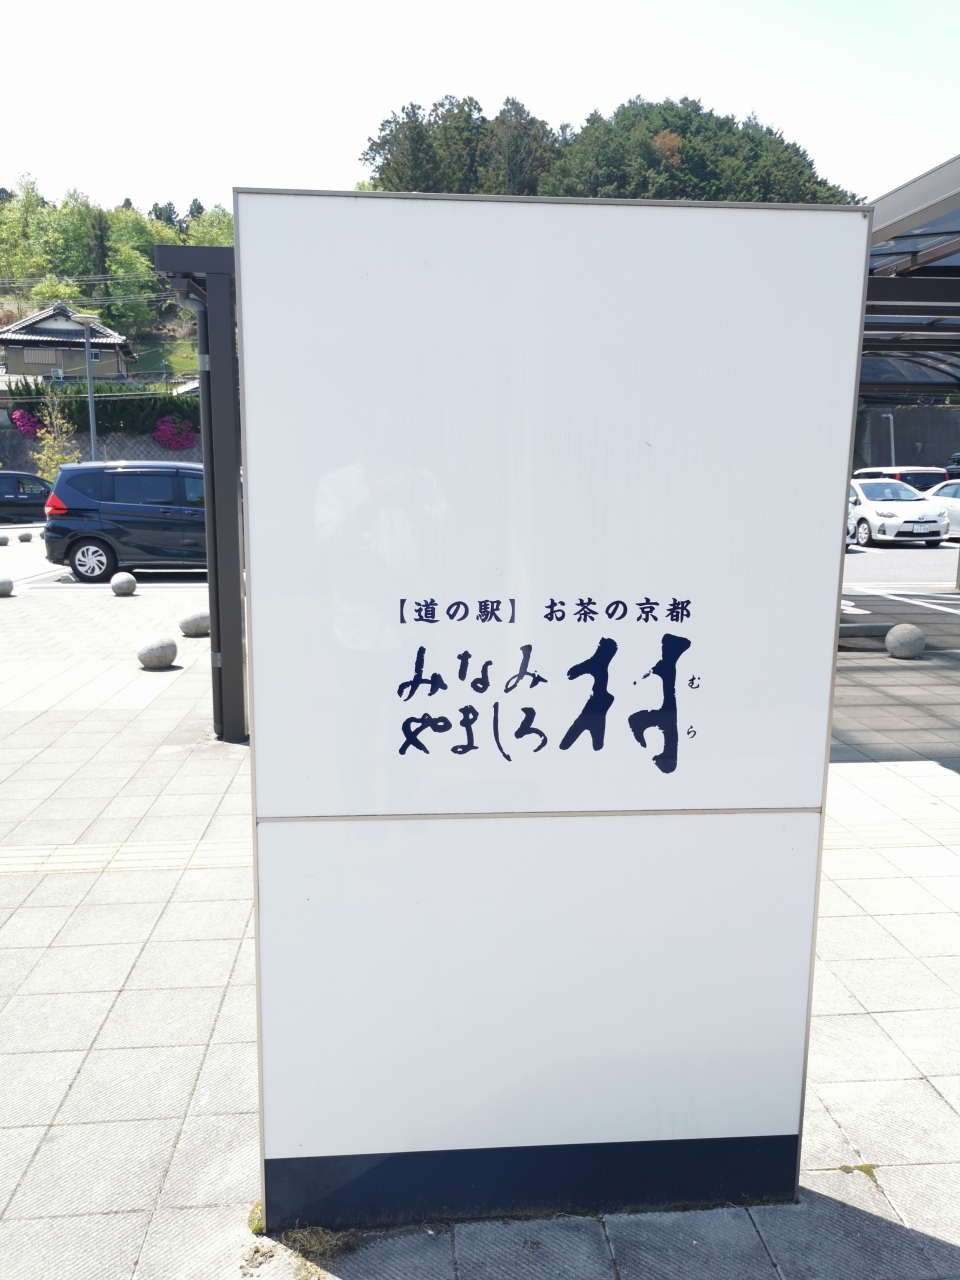 【道の駅】 お茶の京都
みなみ
やましろ村
むら